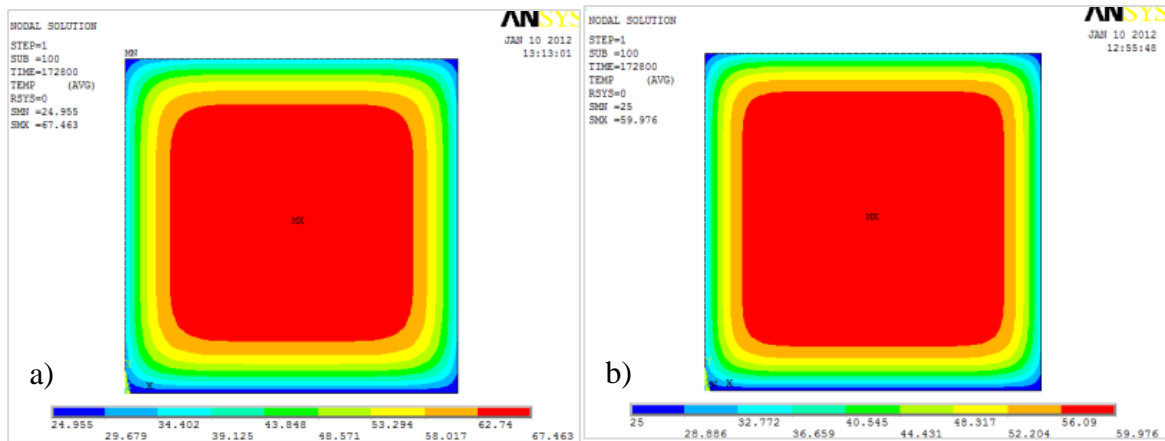 NODAL SOLUTION
STEP=1
SUB =100
TIME=172800
TEMP (AVG)
RSYS=0
SMN =24.955
SMX =67.463
ANSYS
JAN 10 2012
13:13:01
MN
MX
X
a)
24.955 34.402 43.848 53.294 62.74
29.679 39.125 48.571 58.017 67.463
NODAL SOLUTION
STEP=1
SUB =100
TIME=172800
TEMP (AVG)
RSYS=0
SMN =25
SMX =59.976
ANSYS
JAN 10 2012
12:55:48
MX
X
b)
25 32.772 40.545 48.317 56.09
28.886 36.659 44.431 52.204 59.976